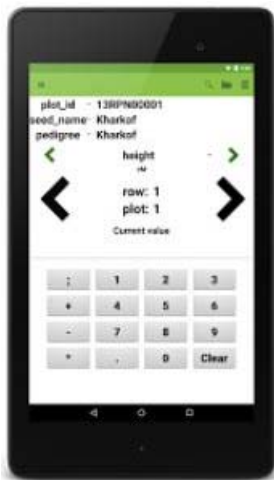 plot_id - 13RPN00001
seed_name - Kharkof
pedigree - Kharkof
height
row: 1
plot: 1
Current value
; 1 2 3
+ 4 5 6
- 7 8 9
* . 0 Clear